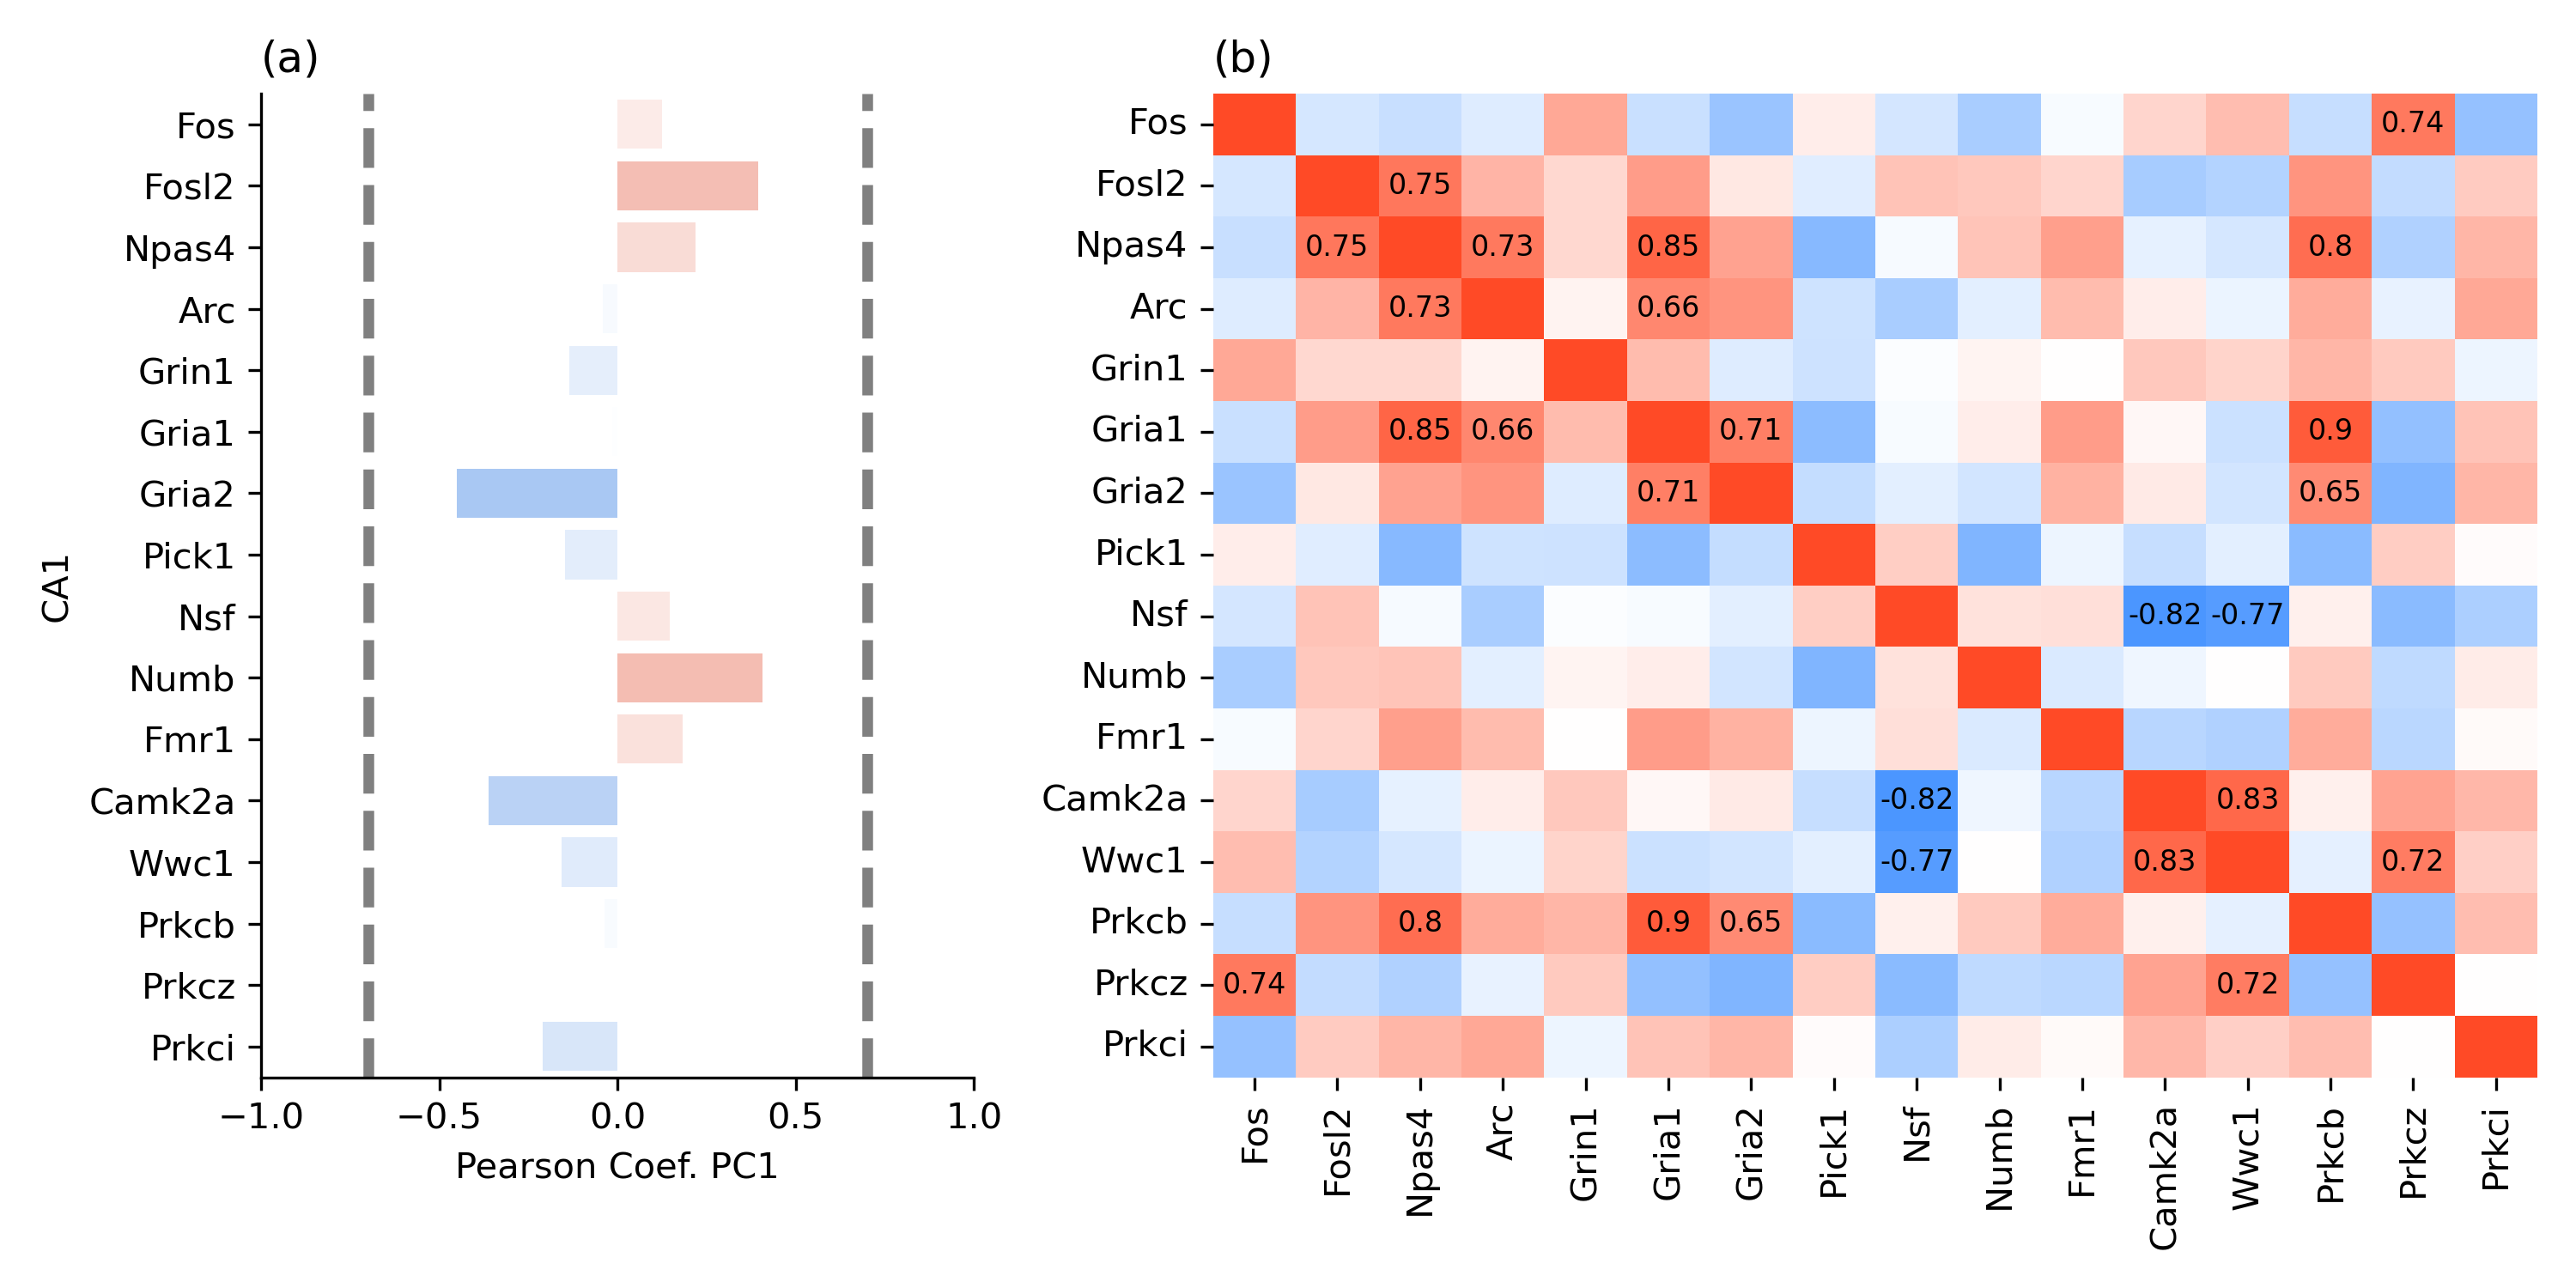 (a)
CA1
Fos
Fosl2
Npas4
Arc
Grin1
Gria1
Gria2
Pick1
Nsf
Numb
Fmr1
Camk2a
Wwc1
Prkcb
Prkcz
Prkci
−1.0 −0.5 0.0 0.5 1.0
Pearson Coef. PC1
(b)
Fos 0.74
Fosl2 0.75
Npas4 0.75 0.73 0.85 0.8
Arc 0.73 0.66
Grin1
Gria1 0.85 0.66 0.71 0.9
Gria2 0.71 0.65
Pick1
Nsf -0.82 -0.77
Numb
Fmr1
Camk2a -0.82 0.83
Wwc1 -0.77 0.83 0.72
Prkcb 0.8 0.9 0.65
Prkcz 0.74 0.72
Prkci
Fos Fosl2 Npas4 Arc Grin1 Gria1 Gria2 Pick1 Nsf Numb Fmr1 Camk2a Wwc1 Prkcb Prkcz Prkci